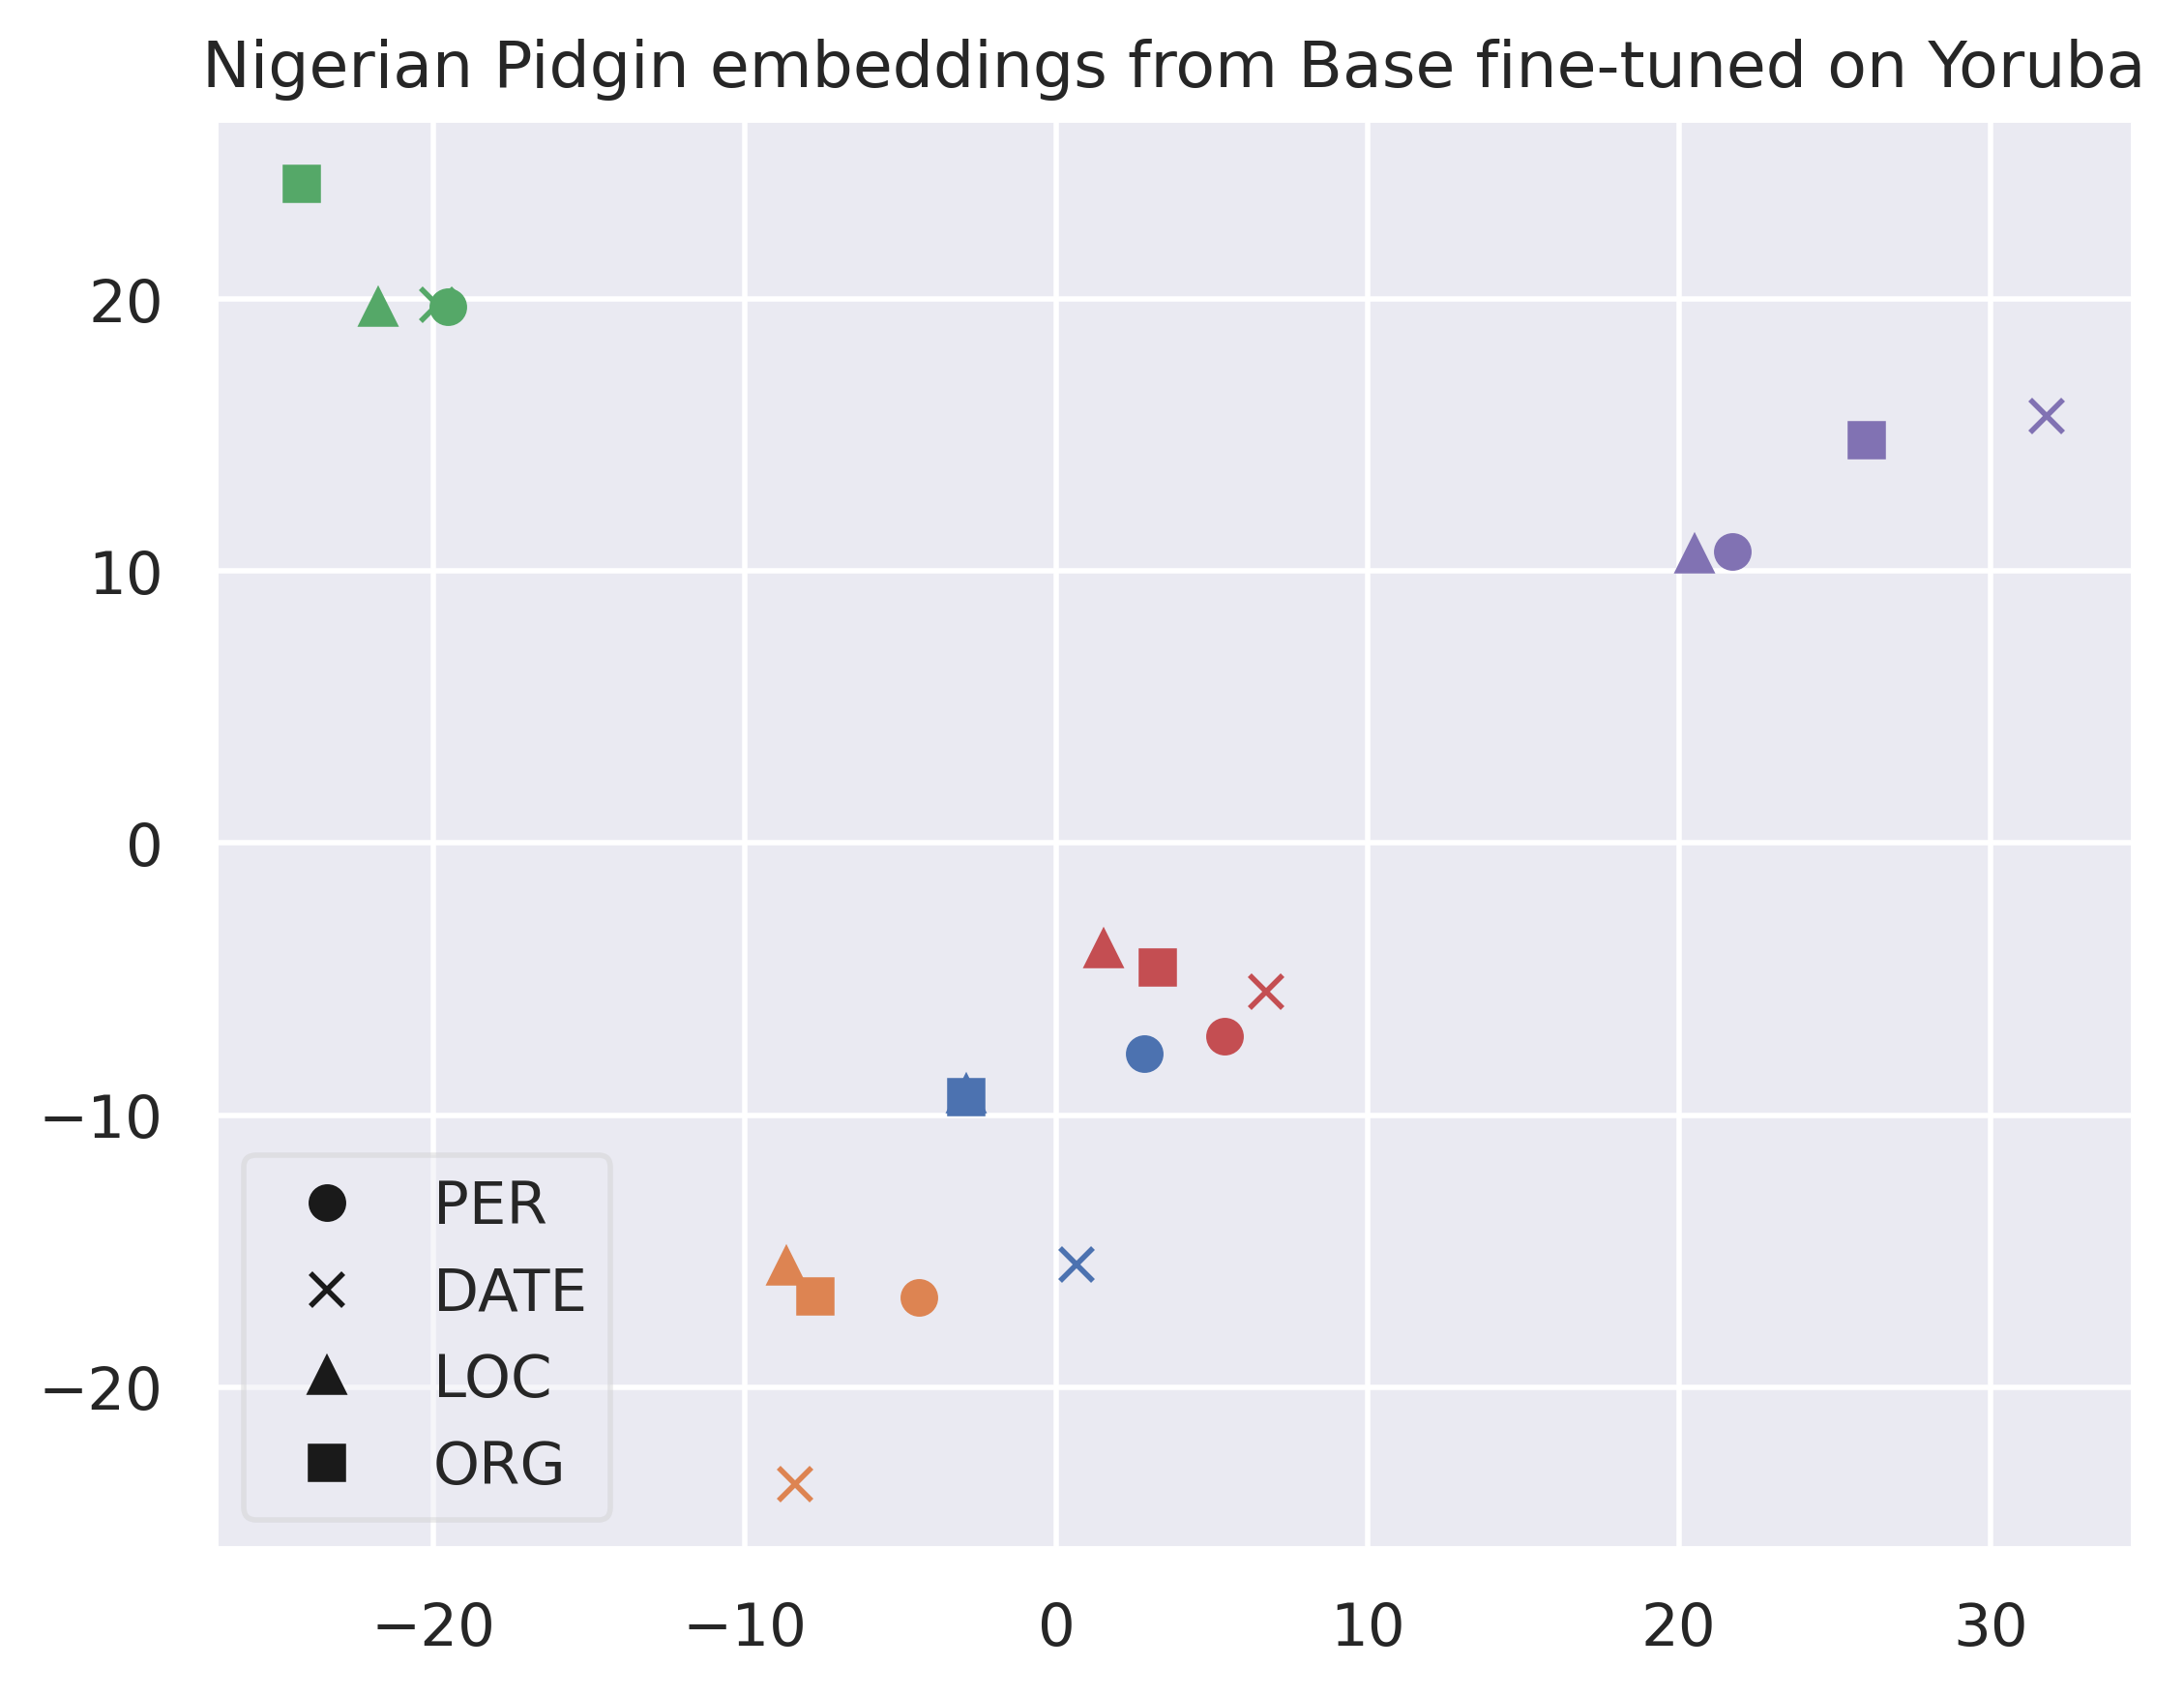 Nigerian Pidgin embeddings from Base fine-tuned on Yoruba
20
10
0
−10
−20
PER
DATE
LOC
ORG
−20 −10 0 10 20 30